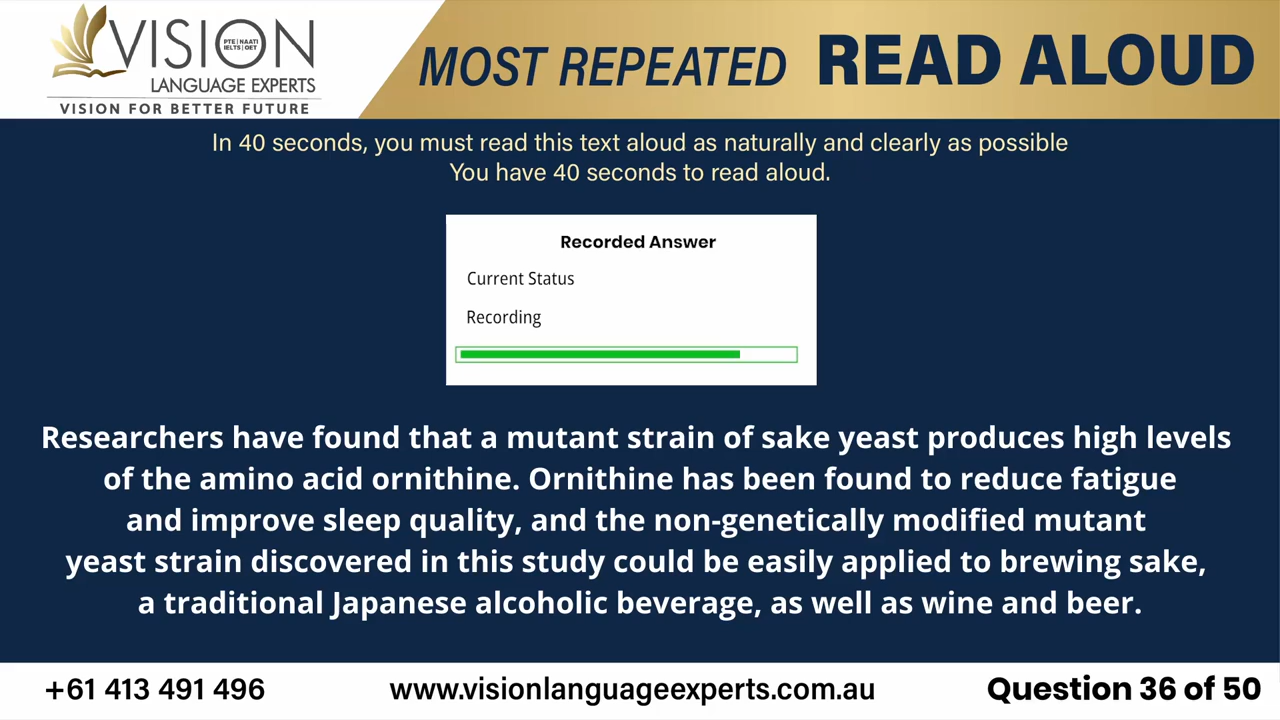 VISION
PTE | NAATI
IELTS | OET
LANGUAGE EXPERTS
VISION FOR BETTER FUTURE
MOST REPEATED READ ALOUD
In 40 seconds, you must read this text aloud as naturally and clearly as possible
You have 40 seconds to read aloud.
Recorded Answer
Current Status
Recording
Researchers have found that a mutant strain of sake yeast produces high levels
of the amino acid ornithine. Ornithine has been found to reduce fatigue
and improve sleep quality, and the non-genetically modified mutant
yeast strain discovered in this study could be easily applied to brewing sake,
a traditional Japanese alcoholic beverage, as well as wine and beer.
+61 413 491 496 www.visionlanguageexperts.com.au Question 36 of 50